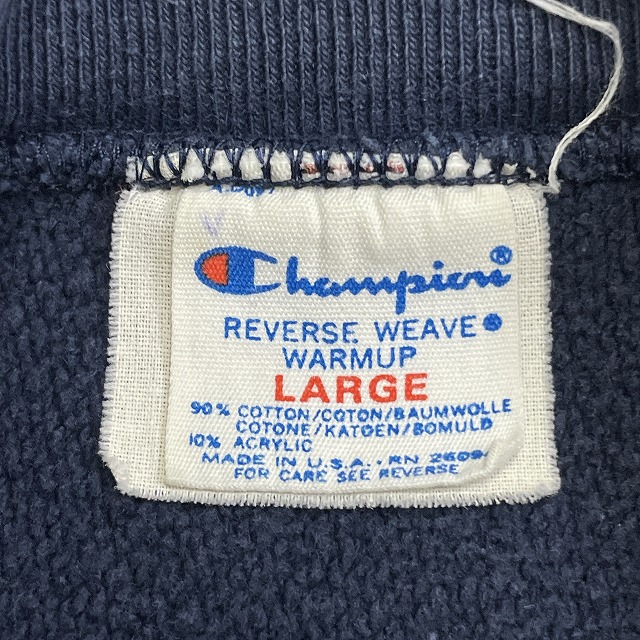 Champion®
REVERSE WEAVE®
WARMUP
LARGE
90% COTTON/COTON/BAUMWOLLE
COTONE/KATOEN/BOMULD
10% ACRYLIC
MADE IN U.S.A. RN 26094
FOR CARE SEE REVERSE